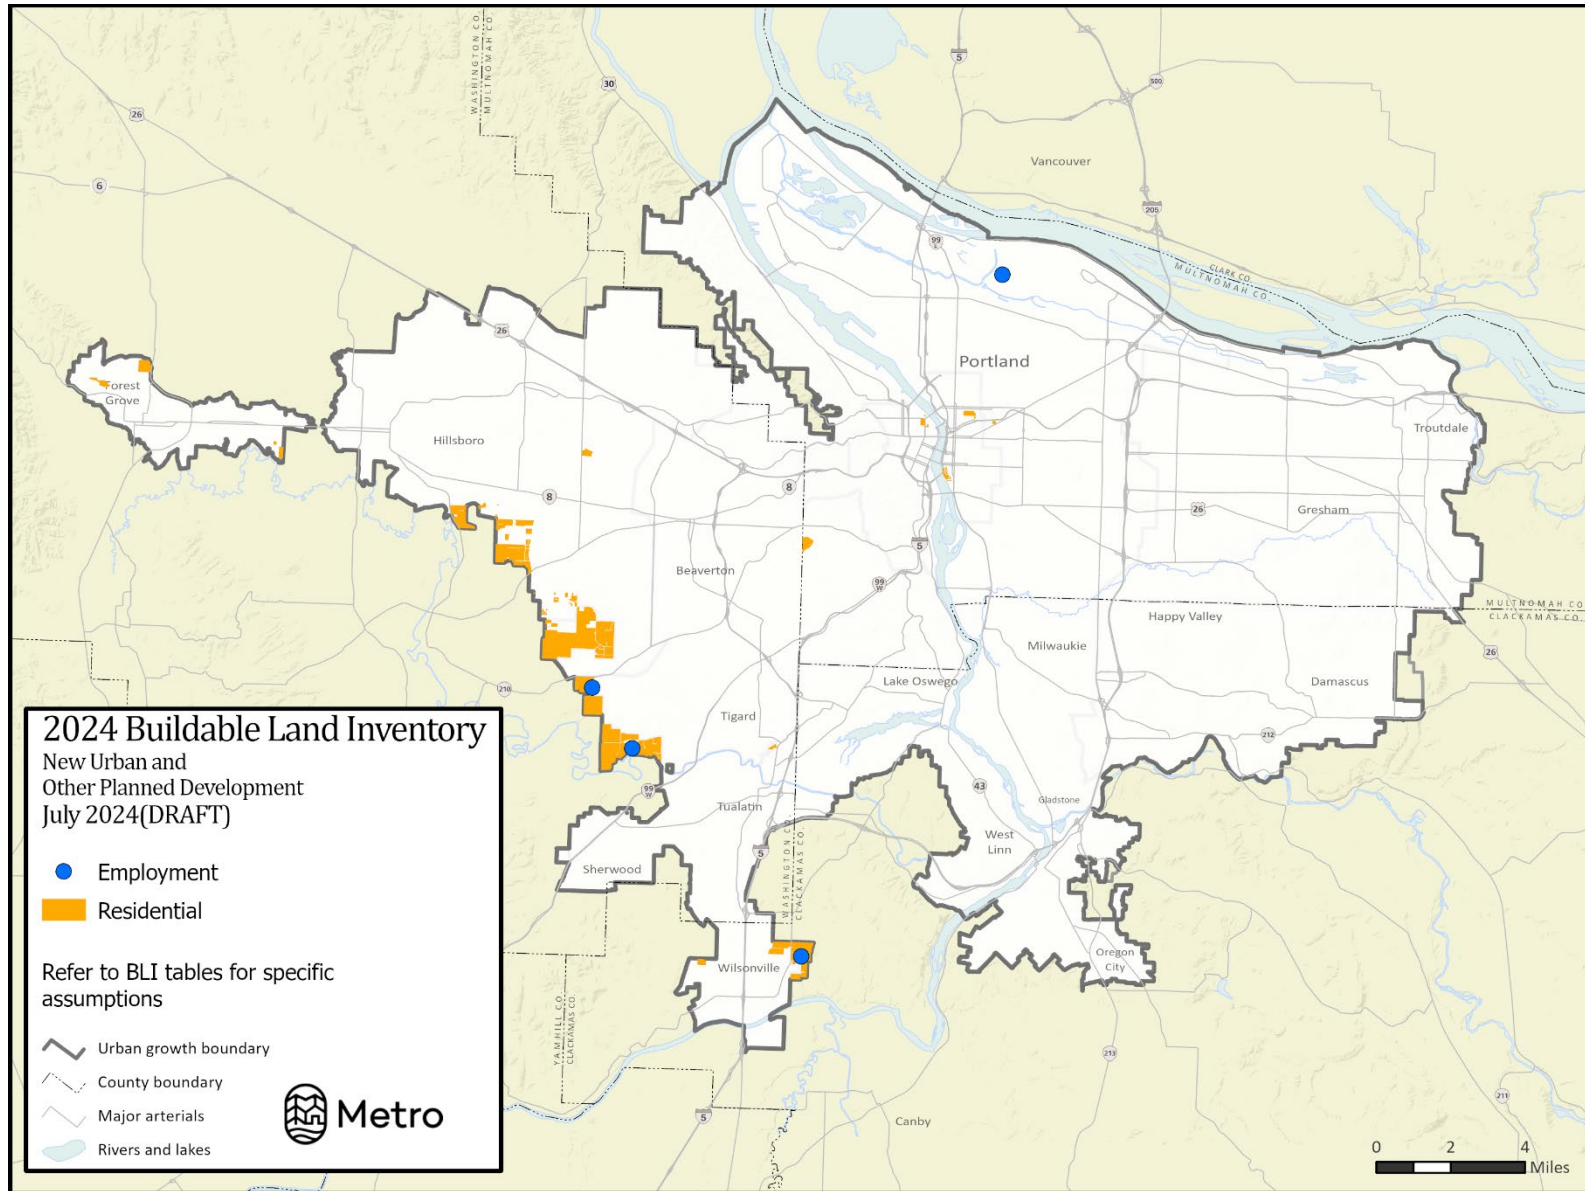 WASHINGTON CO.
MULTNOMAH CO.
5
500
30
26
Vancouver
6
205
99
E
CLARK CO.
MULTNOMAH CO.
26
Portland
Forest
Grove
Troutdale
Hillsboro
8
8
26
Gresham
5
Beaverton
99
W
MULTNOMAH CO.
CLACKAMAS CO.
Happy Valley
Milwaukie
26
Lake Oswego
Damascus
210
Tigard
212
43
Gladstone
99
W
Tualatin
West
Linn
5
Sherwood
WASHINGTON CO.
CLACKAMAS CO.
Oregon
City
Wilsonville
YAMHILL CO.
CLACKAMAS CO.
213
211
5
Canby
2024 Buildable Land Inventory
New Urban and
Other Planned Development
July 2024(DRAFT)
Employment
Residential
Refer to BLI tables for specific
assumptions
Urban growth boundary
County boundary
Major arterials
Rivers and lakes
Metro
0 2 4
Miles